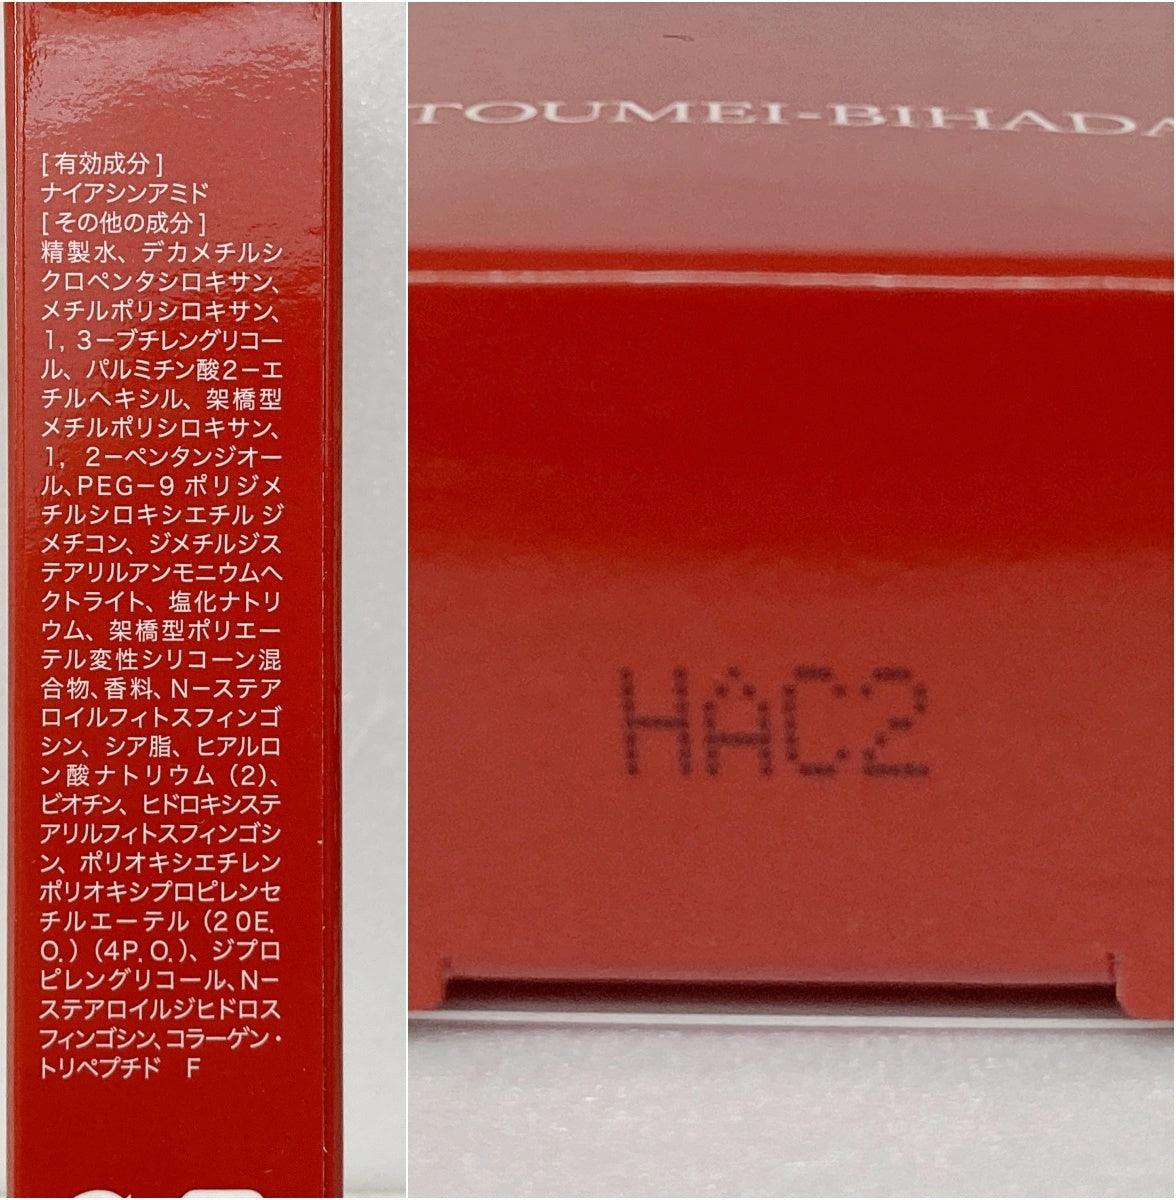 [有効成分]
ナイアシンアミド
[その他の成分]
精製水、デカメチルシ
クロペンタシロキサン、
メチルポリシロキサン、
1,3ーブチレングリコー
ル、パルミチン酸2ーエ
チルヘキシル、架橋型
メチルポリシロキサン、
1,2ーペンタンジオー
ル、PEGー9 ポリジメ
チルシロキシエチル ジ
メチコン、ジメチルジス
テアリルアンモニウムヘ
クトライト、塩化ナトリ
ウム、架橋型ポリエー
テル変性シリコーン混
合物、香料、Nーステア
ロイルフィトスフィンゴ
シン、シア脂、ヒアルロ
ン酸ナトリウム(2)、
ビオチン、ヒドロキシステ
アリルフィトスフィンゴシ
ン、ポリオキシエチレン
ポリオキシプロピレンセ
チルエーテル(20E.
O.)(4P.O.)、ジプロ
ピレングリコール、Nー
ステアロイルジヒドロス
フィンゴシン、コラーゲン・
トリペプチド F
TOUMEI-BIHADA
HAC2